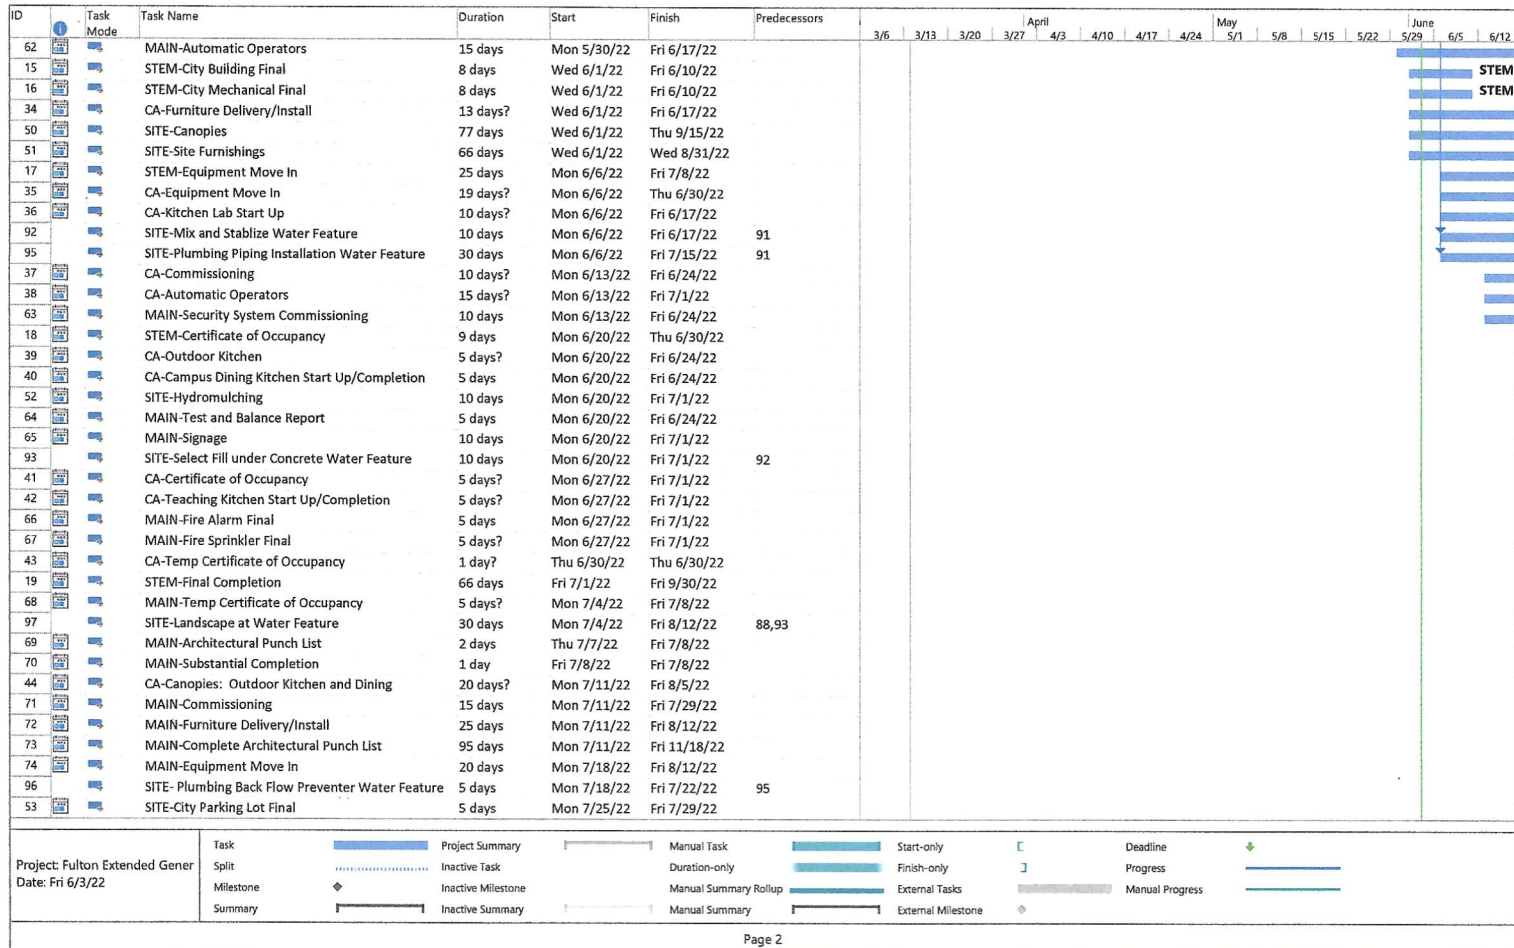 ID Task Mode Task Name Duration Start Finish Predecessors April May June
3/6 3/13 3/20 3/27 4/3 4/10 4/17 4/24 5/1 5/8 5/15 5/22 5/29 6/5 6/12
62 MAIN-Automatic Operators 15 days Mon 5/30/22 Fri 6/17/22
15 STEM-City Building Final 8 days Wed 6/1/22 Fri 6/10/22 STEM
16 STEM-City Mechanical Final 8 days Wed 6/1/22 Fri 6/10/22 STEM
34 CA-Furniture Delivery/Install 13 days? Wed 6/1/22 Fri 6/17/22
50 SITE-Canopies 77 days Wed 6/1/22 Thu 9/15/22
51 SITE-Site Furnishings 66 days Wed 6/1/22 Wed 8/31/22
17 STEM-Equipment Move In 25 days Mon 6/6/22 Fri 7/8/22
35 CA-Equipment Move In 19 days? Mon 6/6/22 Thu 6/30/22
36 CA-Kitchen Lab Start Up 10 days? Mon 6/6/22 Fri 6/17/22
92 SITE-Mix and Stablize Water Feature 10 days Mon 6/6/22 Fri 6/17/22 91
95 SITE-Plumbing Piping Installation Water Feature 30 days Mon 6/6/22 Fri 7/15/22 91
37 CA-Commissioning 10 days? Mon 6/13/22 Fri 6/24/22
38 CA-Automatic Operators 15 days? Mon 6/13/22 Fri 7/1/22
63 MAIN-Security System Commissioning 10 days Mon 6/13/22 Fri 6/24/22
18 STEM-Certificate of Occupancy 9 days Mon 6/20/22 Thu 6/30/22
39 CA-Outdoor Kitchen 5 days? Mon 6/20/22 Fri 6/24/22
40 CA-Campus Dining Kitchen Start Up/Completion 5 days Mon 6/20/22 Fri 6/24/22
52 SITE-Hydromulching 10 days Mon 6/20/22 Fri 7/1/22
64 MAIN-Test and Balance Report 5 days Mon 6/20/22 Fri 6/24/22
65 MAIN-Signage 10 days Mon 6/20/22 Fri 7/1/22
93 SITE-Select Fill under Concrete Water Feature 10 days Mon 6/20/22 Fri 7/1/22 92
41 CA-Certificate of Occupancy 5 days? Mon 6/27/22 Fri 7/1/22
42 CA-Teaching Kitchen Start Up/Completion 5 days? Mon 6/27/22 Fri 7/1/22
66 MAIN-Fire Alarm Final 5 days Mon 6/27/22 Fri 7/1/22
67 MAIN-Fire Sprinkler Final 5 days? Mon 6/27/22 Fri 7/1/22
43 CA-Temp Certificate of Occupancy 1 day? Thu 6/30/22 Thu 6/30/22
19 STEM-Final Completion 66 days Fri 7/1/22 Fri 9/30/22
68 MAIN-Temp Certificate of Occupancy 5 days? Mon 7/4/22 Fri 7/8/22
97 SITE-Landscape at Water Feature 30 days Mon 7/4/22 Fri 8/12/22 88,93
69 MAIN-Architectural Punch List 2 days Thu 7/7/22 Fri 7/8/22
70 MAIN-Substantial Completion 1 day Fri 7/8/22 Fri 7/8/22
44 CA-Canopies: Outdoor Kitchen and Dining 20 days? Mon 7/11/22 Fri 8/5/22
71 MAIN-Commissioning 15 days Mon 7/11/22 Fri 7/29/22
72 MAIN-Furniture Delivery/Install 25 days Mon 7/11/22 Fri 8/12/22
73 MAIN-Complete Architectural Punch List 95 days Mon 7/11/22 Fri 11/18/22
74 MAIN-Equipment Move In 20 days Mon 7/18/22 Fri 8/12/22
96 SITE- Plumbing Back Flow Preventer Water Feature 5 days Mon 7/18/22 Fri 7/22/22 95
53 SITE-City Parking Lot Final 5 days Mon 7/25/22 Fri 7/29/22
Project: Fulton Extended Gener
Date: Fri 6/3/22
Task Project Summary Manual Task Start-only Deadline
Split Inactive Task Duration-only Finish-only Progress
Milestone Inactive Milestone Manual Summary Rollup External Tasks Manual Progress
Summary Inactive Summary Manual Summary External Milestone
Page 2